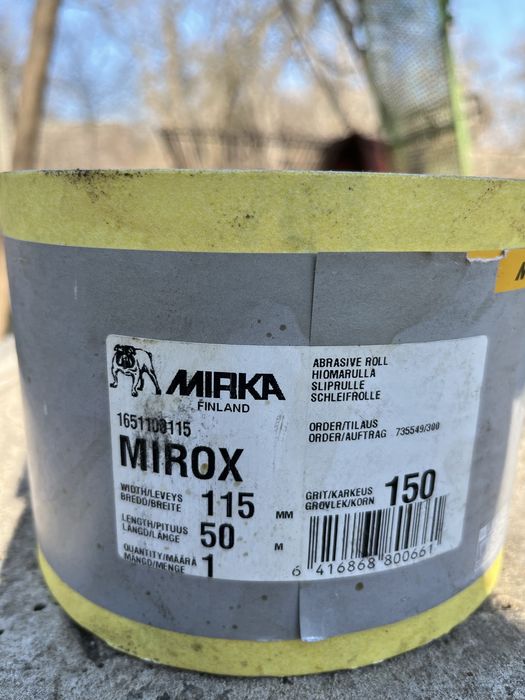 MIRKA
FINLAND
1651100115
MIROX
WIDTH/LEVEYS
BREDD/BREITE 115 MM
LENGTH/PITUUS
LÄNGD/LÄNGE 50 M
QUANTITY/MÄÄRÄ
MÄNGD/MENGE 1
ABRASIVE ROLL
HIOMARULLA
SLIPRULLE
SCHLEIFROLLE
ORDER/TILAUS
ORDER/AUFTRAG 735549/300
GRIT/KARKEUS
GROVLEK/KORN 150
6 416868 800661